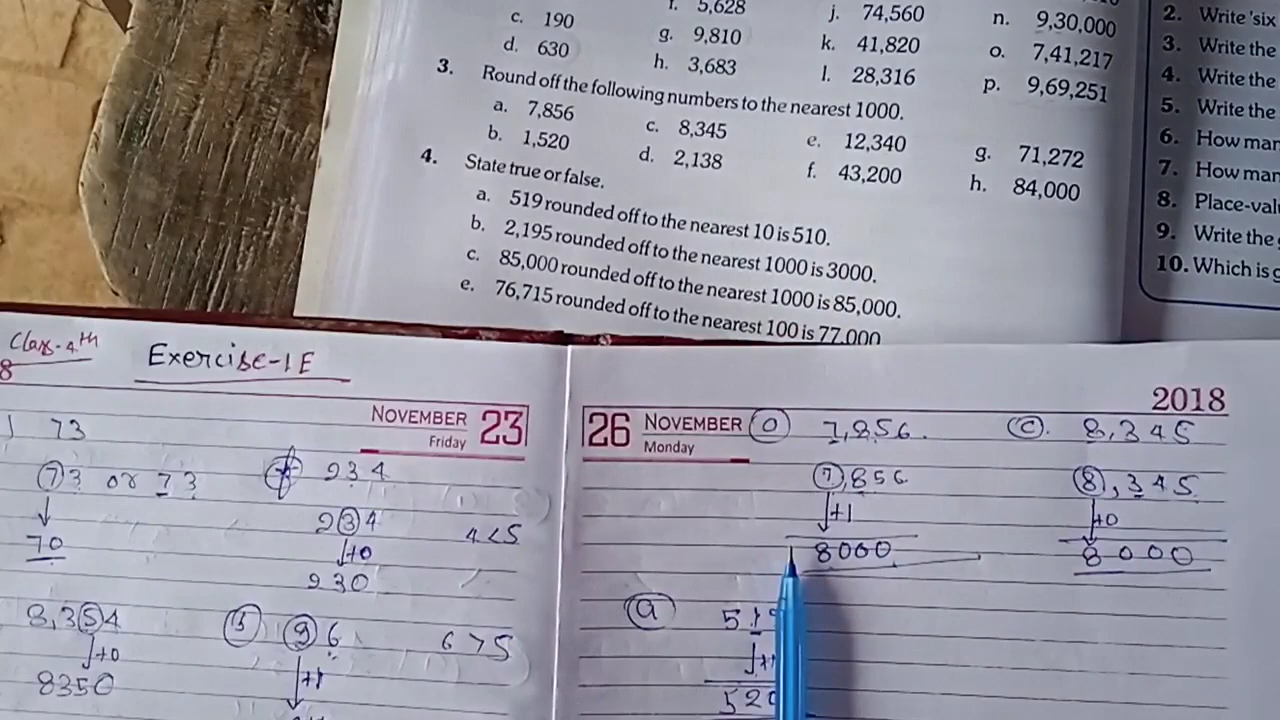 c. 190
d. 630
f. 5,628
g. 9,810
h. 3,683
j. 74,560
k. 41,820
l. 28,316
n. 9,30,000
o. 7,41,217
p. 9,69,251
3. Round off the following numbers to the nearest 1000.
a. 7,856
b. 1,520
c. 8,345
d. 2,138
e. 12,340
f. 43,200
g. 71,272
h. 84,000
4. State true or false.
a. 519 rounded off to the nearest 10 is 510.
b. 2,195 rounded off to the nearest 1000 is 3000.
c. 85,000 rounded off to the nearest 1000 is 85,000.
e. 76,715 rounded off to the nearest 100 is 77,000
2. Write 'six
3. Write the
4. Write the
5. Write the
6. How man
7. How man
8. Place-val
9. Write the
10. Which is g
Class-4th
8
Exercise-1E
NOVEMBER 23
Friday
73
73 or 73
70
8,354
+0
8350
934
934 4<5
+0
930
96 6>5
+1
2018
26 NOVEMBER
Monday
a 7,856.
7,856
+1
8000
c. 8,345
8,345
+0
8000
a 519
+1
520